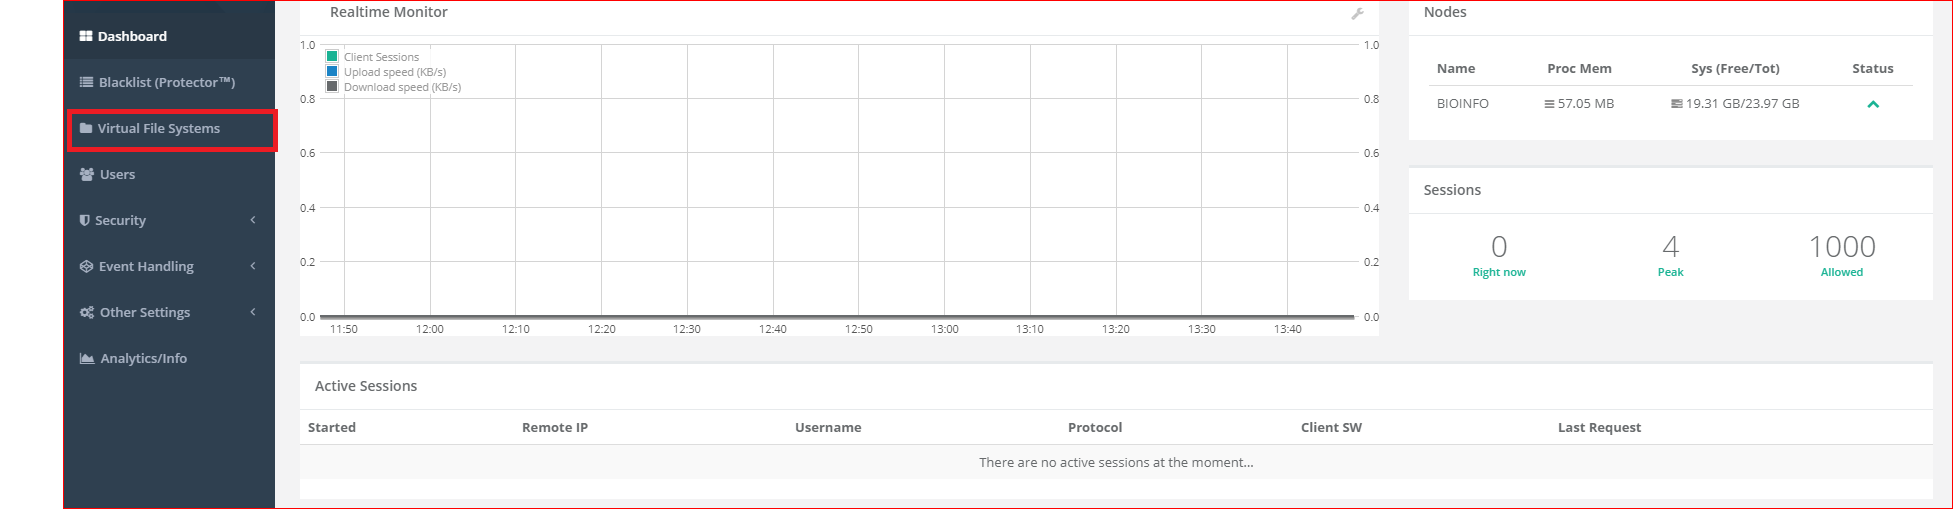 Dashboard
Blacklist (Protector™)
Virtual File Systems
Users
Security
Event Handling
Other Settings
Analytics/Info
Realtime Monitor
Client Sessions
Upload speed (KB/s)
Download speed (KB/s)
1.0 1.0
0.8 0.8
0.6 0.6
0.4 0.4
0.2 0.2
0.0 0.0
11:50 12:00 12:10 12:20 12:30 12:40 12:50 13:00 13:10 13:20 13:30 13:40
Nodes
Name Proc Mem Sys (Free/Tot) Status
BIOINFO 57.05 MB 19.31 GB/23.97 GB
Sessions
0 4 1000
Right now Peak Allowed
Active Sessions
Started Remote IP Username Protocol Client SW Last Request
There are no active sessions at the moment...